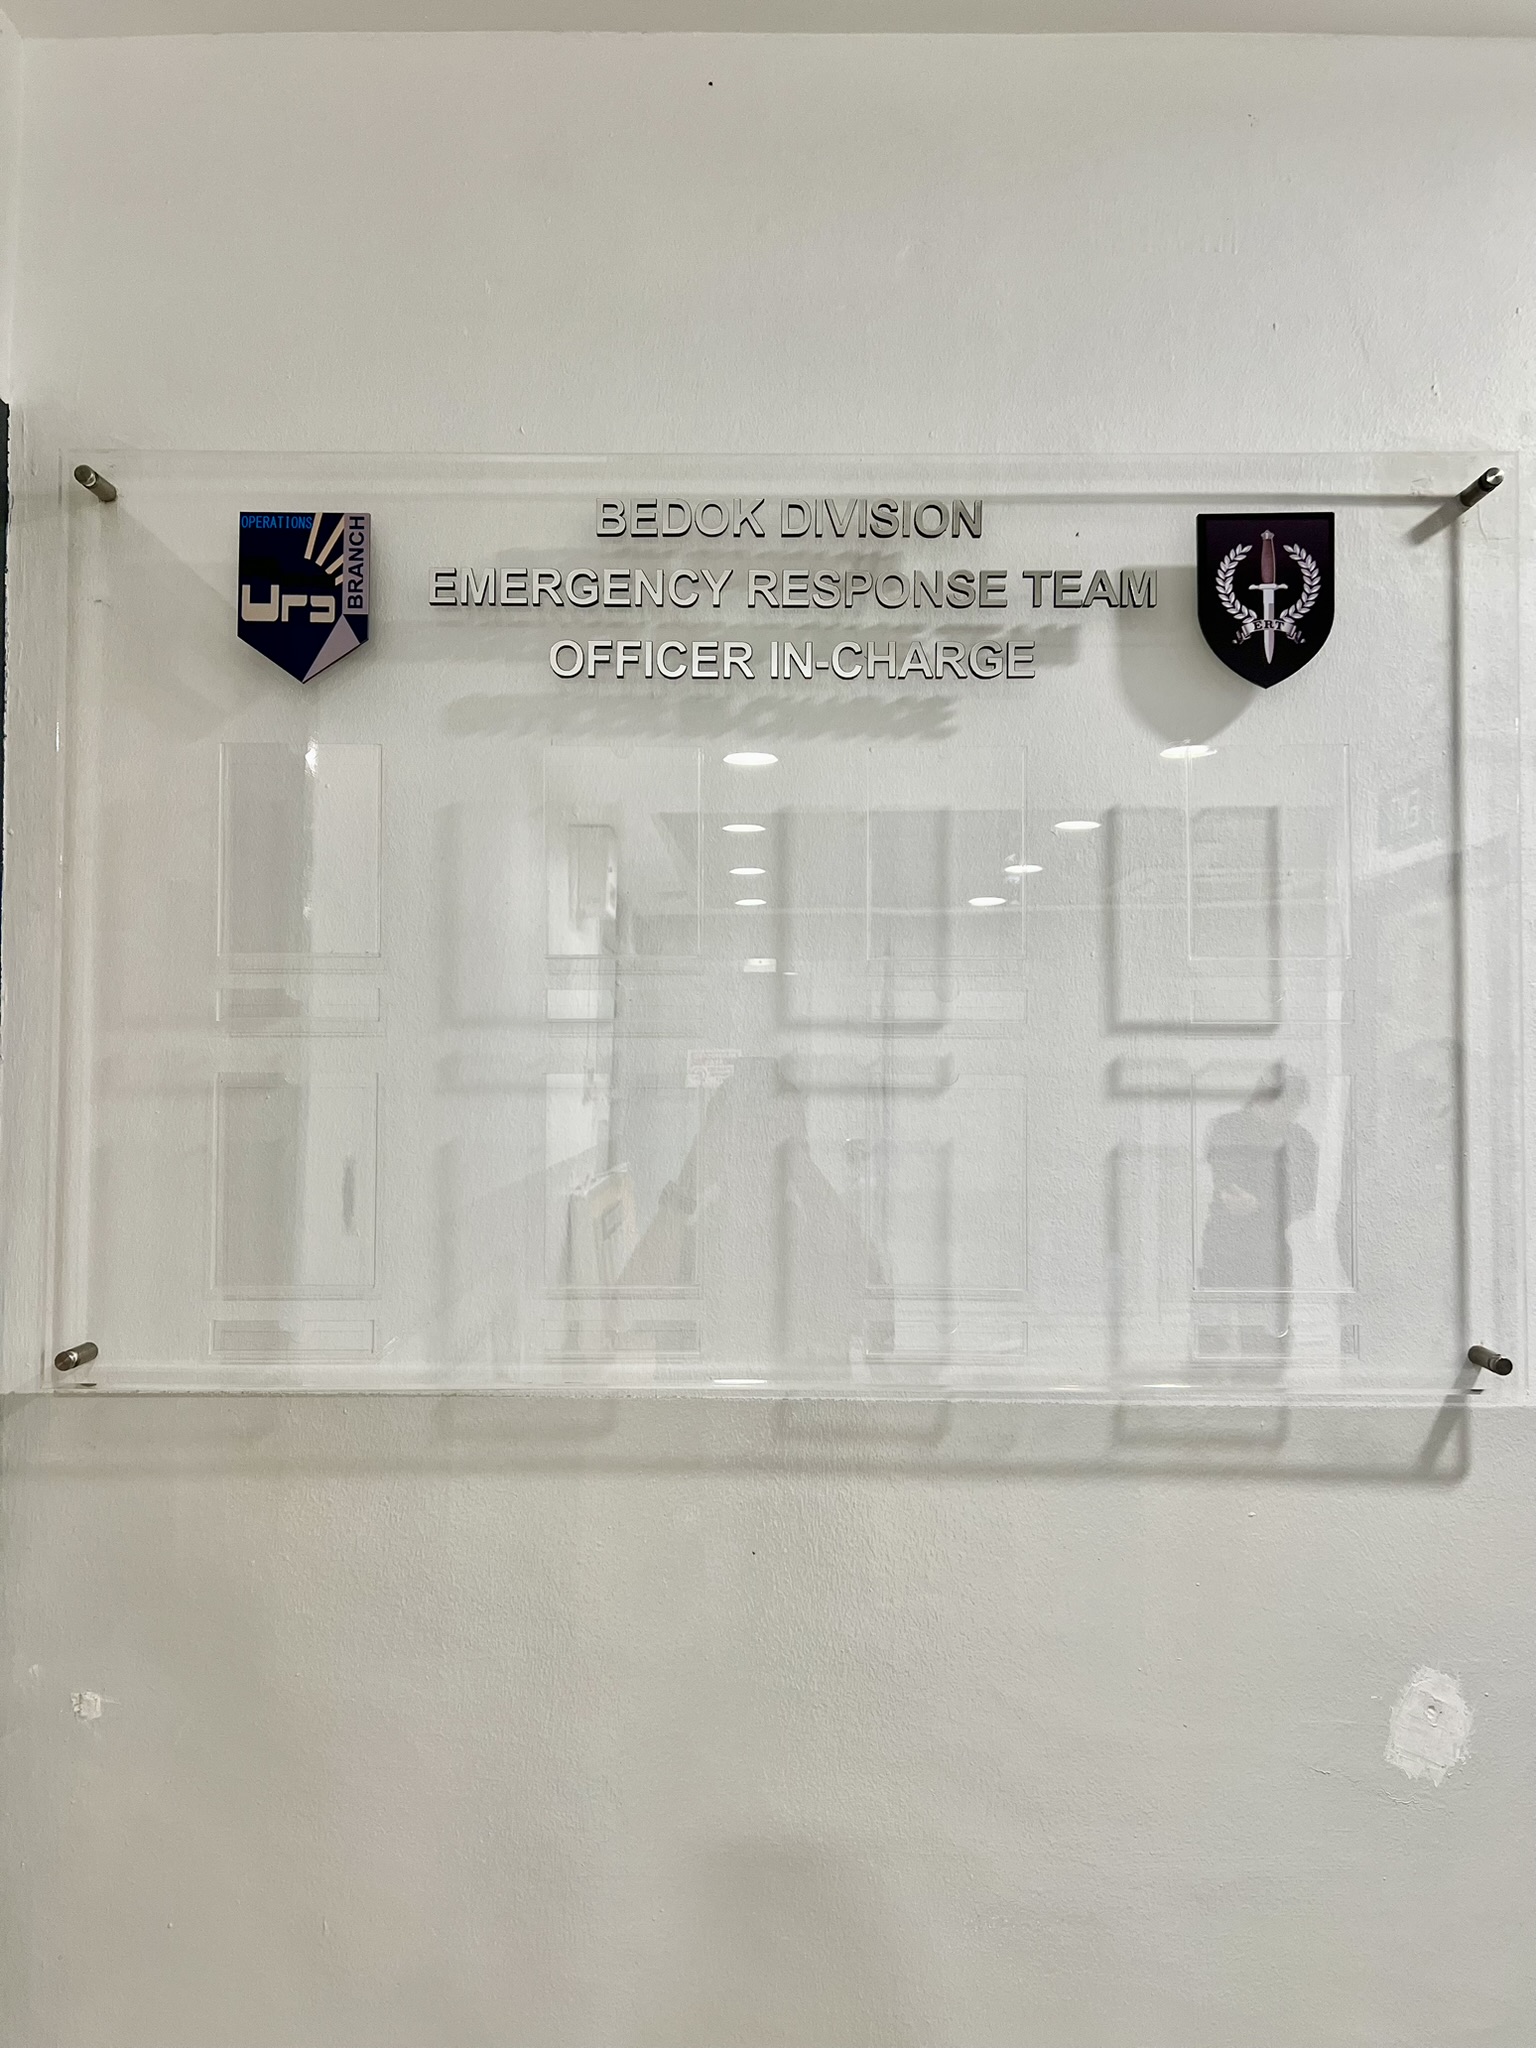 OPERATIONS
BRANCH
BEDOK DIVISION
EMERGENCY RESPONSE TEAM
OFFICER IN-CHARGE
ERT